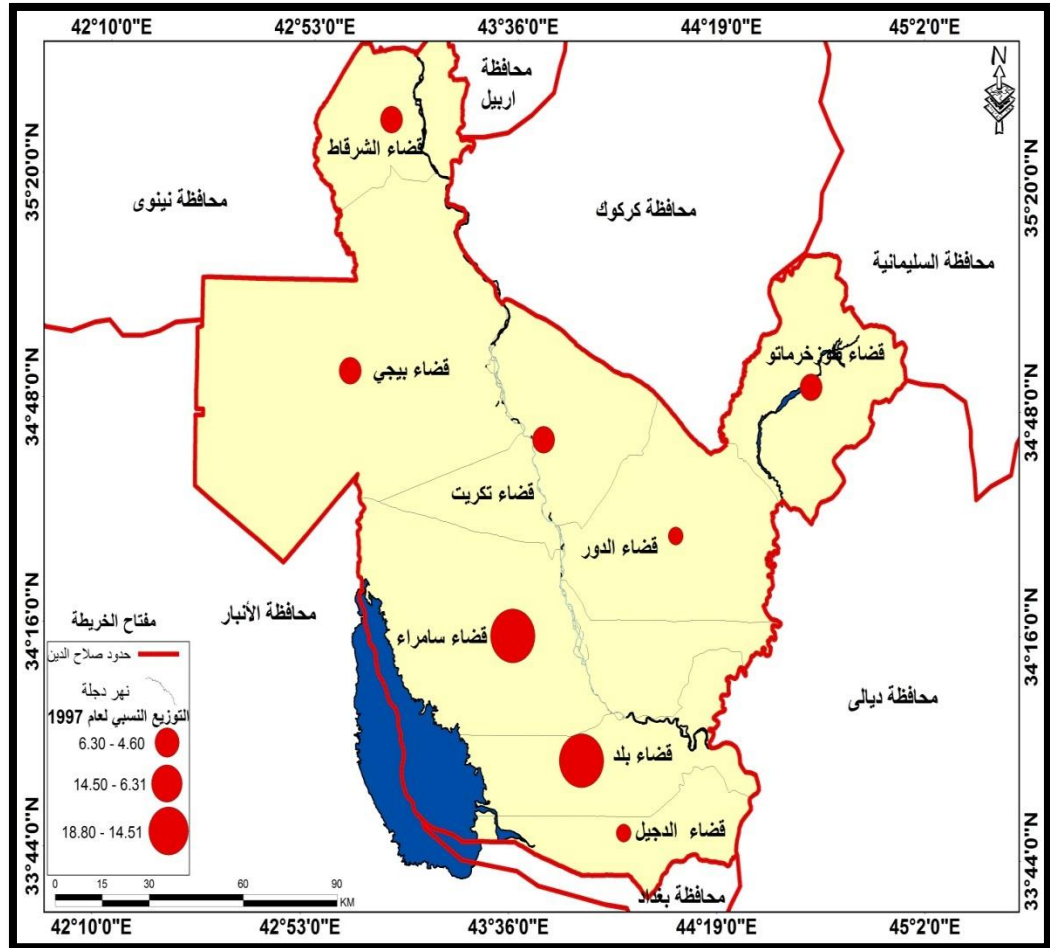 42°10'0"E 42°53'0"E 43°36'0"E 44°19'0"E 45°2'0"E
N
محافظة
اربيل
قضاء الشرقاط
35°20'0"N
35°20'0"N
محافظة نينوى
محافظة كركوك
محافظة السليمانية
قضاء طوزخرماتو
قضاء بيجي
34°48'0"N
34°48'0"N
قضاء تكريت
قضاء الدور
محافظة الأنبار
34°16'0"N
34°16'0"N
قضاء سامراء
محافظة ديالى
قضاء بلد
قضاء الدجيل
33°44'0"N
33°44'0"N
محافظة بغداد
مفتاح الخريطة
حدود صلاح الدين
نهر دجلة
التوزيع النسبي لعام 1997
6.30 - 4.60
14.50 - 6.31
18.80 - 14.51
0 15 30 60 90
KM
42°10'0"E 42°53'0"E 43°36'0"E 44°19'0"E 45°2'0"E